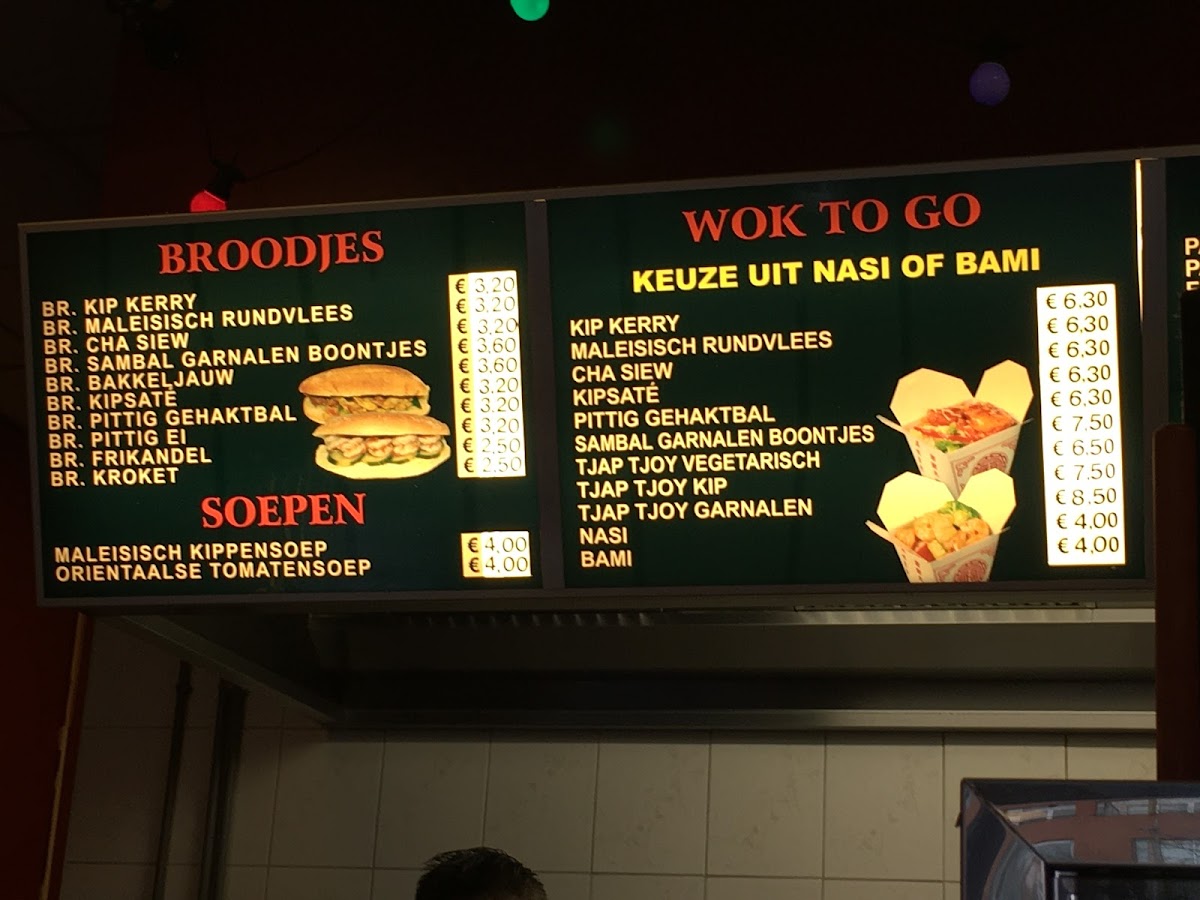 BROODJES
BR. KIP KERRY € 3,20
BR. MALEISISCH RUNDVLEES € 3,20
BR. CHA SIEW € 3,20
BR. SAMBAL GARNALEN BOONTJES € 3,60
BR. BAKKELJAUW € 3,60
BR. KIPSATÉ € 3,20
BR. PITTIG GEHAKTBAL € 3,20
BR. PITTIG EI € 3,20
BR. FRIKANDEL € 2,50
BR. KROKET € 2,50
SOEPEN
MALEISISCH KIPPENSOEP € 4,00
ORIENTAALSE TOMATENSOEP € 4,00
WOK TO GO
KEUZE UIT NASI OF BAMI
KIP KERRY € 6,30
MALEISISCH RUNDVLEES € 6,30
CHA SIEW € 6,30
KIPSATÉ € 6,30
PITTIG GEHAKTBAL € 6,30
SAMBAL GARNALEN BOONTJES € 7,50
TJAP TJOY VEGETARISCH € 6,50
TJAP TJOY KIP € 7,50
TJAP TJOY GARNALEN € 8,50
NASI € 4,00
BAMI € 4,00